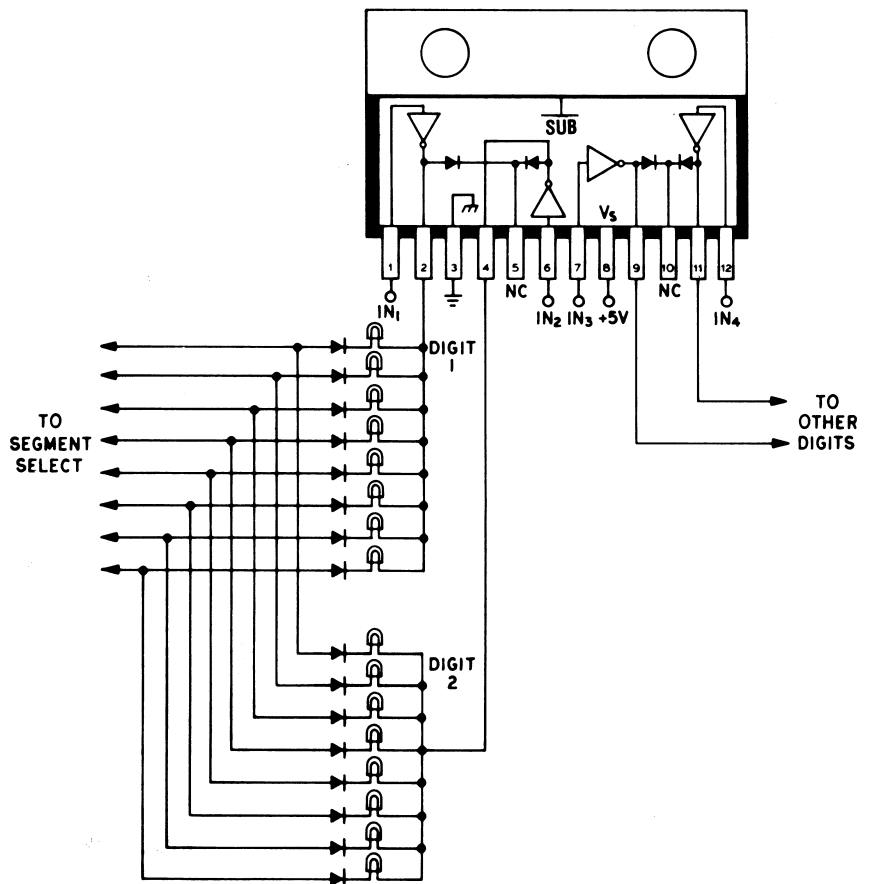 SUB
Vs
1 2 3 4 5 6 7 8 9 10 11 12
NC NC
IN1 IN2 IN3 +5V IN4
DIGIT
1
TO
SEGMENT
SELECT
TO
OTHER
DIGITS
DIGIT
2